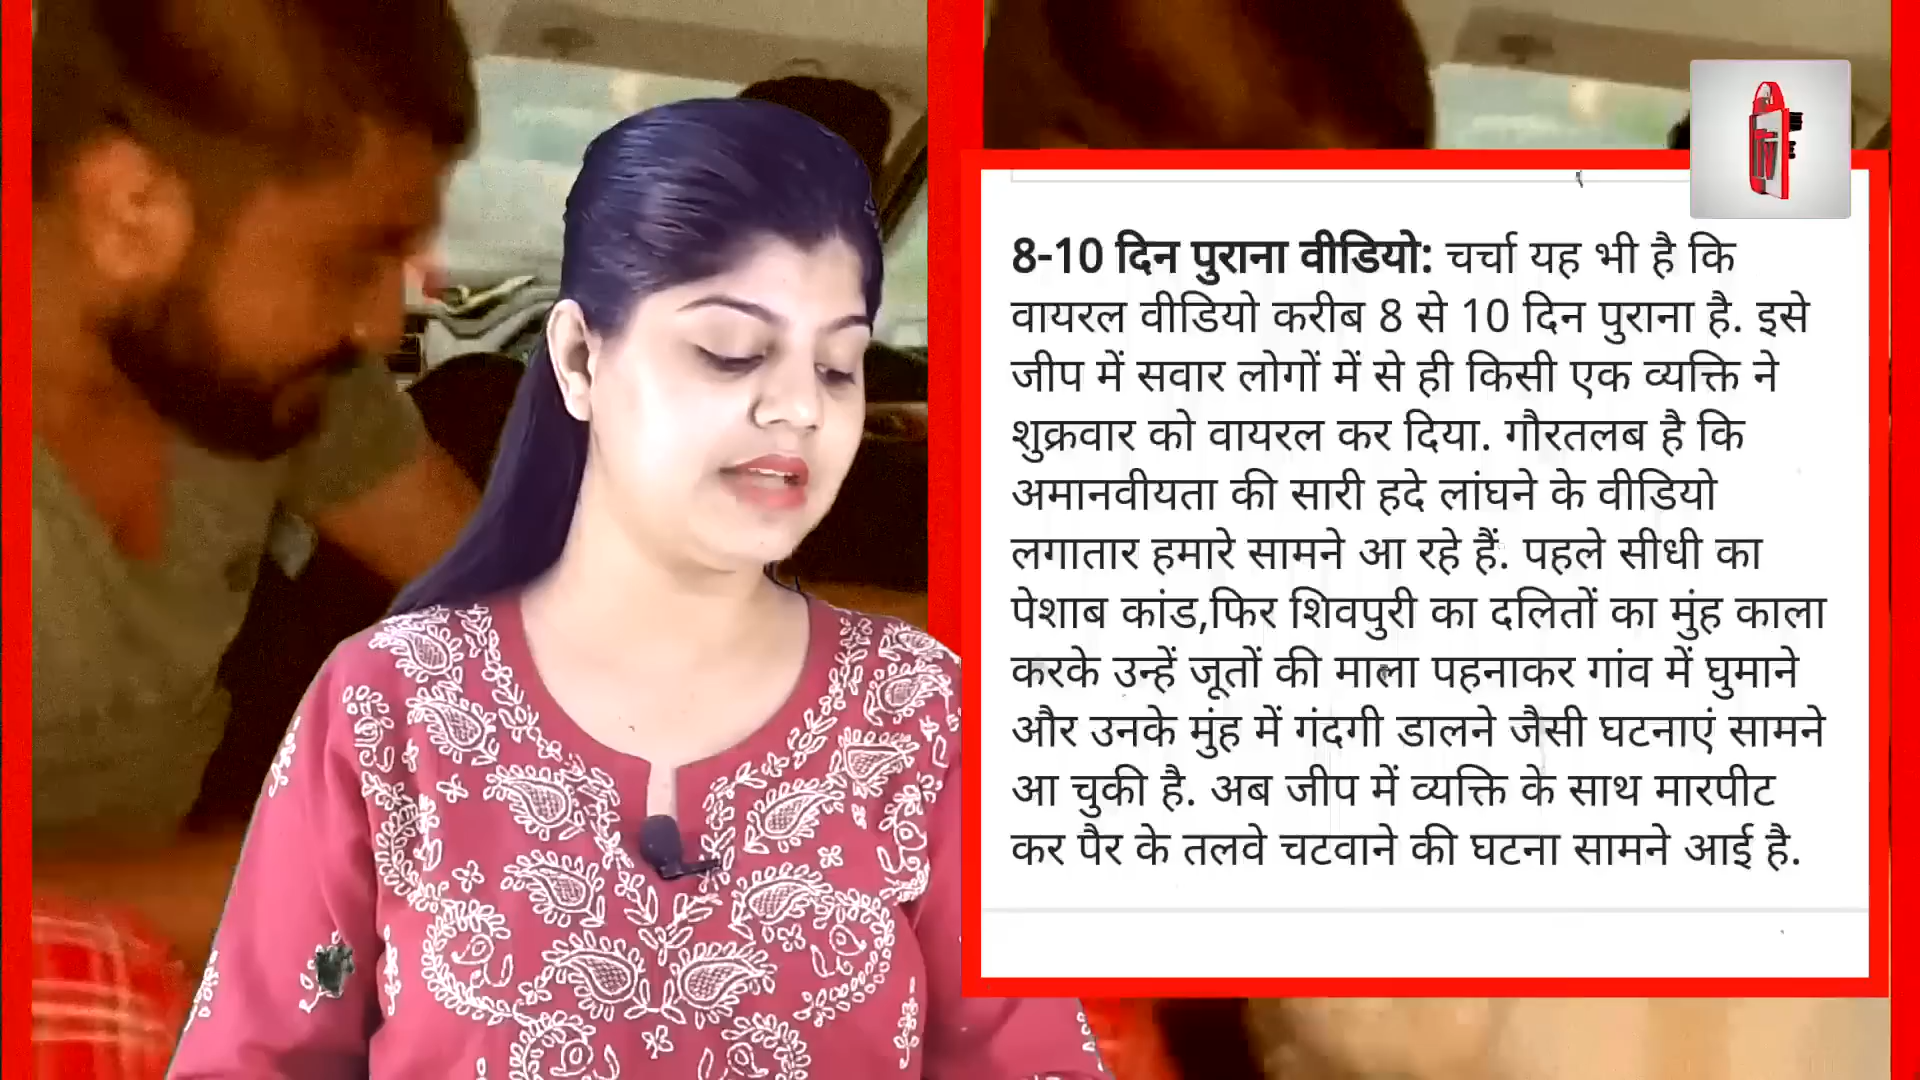 8-10 दिन पुराना वीडियो: चर्चा यह भी है कि
वायरल वीडियो करीब 8 से 10 दिन पुराना है. इसे
जीप में सवार लोगों में से ही किसी एक व्यक्ति ने
शुक्रवार को वायरल कर दिया. गौरतलब है कि
अमानवीयता की सारी हदे लांघने के वीडियो
लगातार हमारे सामने आ रहे हैं. पहले सीधी का
पेशाब कांड,फिर शिवपुरी का दलितों का मुंह काला
करके उन्हें जूतों की माला पहनाकर गांव में घुमाने
और उनके मुंह में गंदगी डालने जैसी घटनाएं सामने
आ चुकी है. अब जीप में व्यक्ति के साथ मारपीट
कर पैर के तलवे चटवाने की घटना सामने आई है.